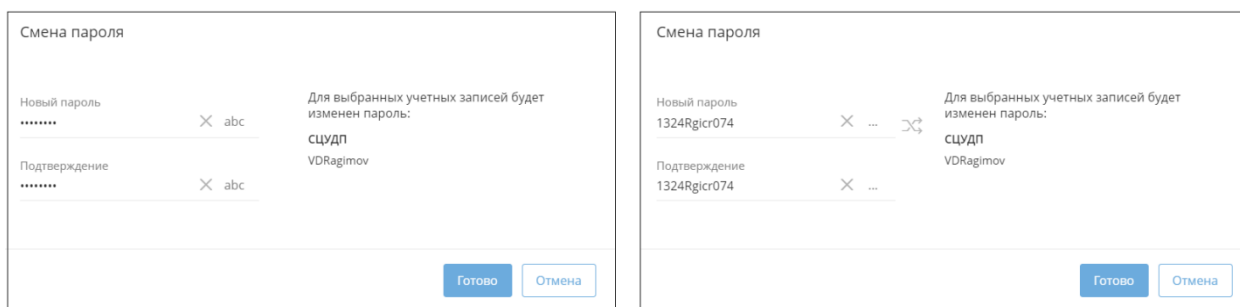 Смена пароля
Новый пароль
•••••••• abc
Подтверждение
•••••••• abc
Для выбранных учетных записей будет
изменен пароль:
СЦУДП
VDRagimov
Готово Отмена
Смена пароля
Новый пароль
1324Rgicr074 ...
Подтверждение
1324Rgicr074 ...
Для выбранных учетных записей будет
изменен пароль:
СЦУДП
VDRagimov
Готово Отмена